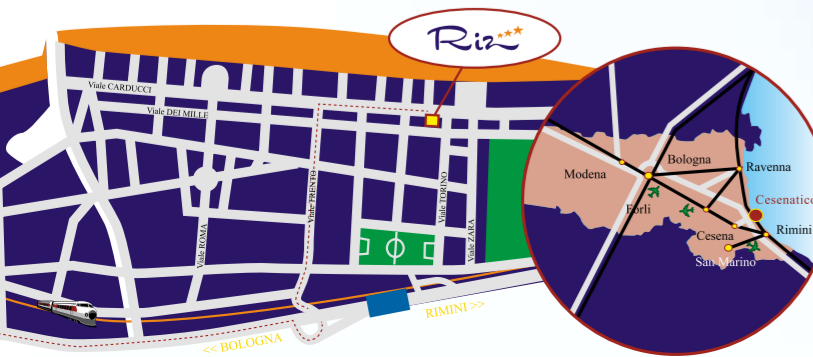 Riz
Viale CARDUCCI
Viale DEI MILLE
Viale TRENTO
Viale TORINO
Viale ROMA
Viale ZARA
<< BOLOGNA
RIMINI >>
Bologna
Modena
Ravenna
Forli
Cesenatico
Cesena
Rimini
San Marino